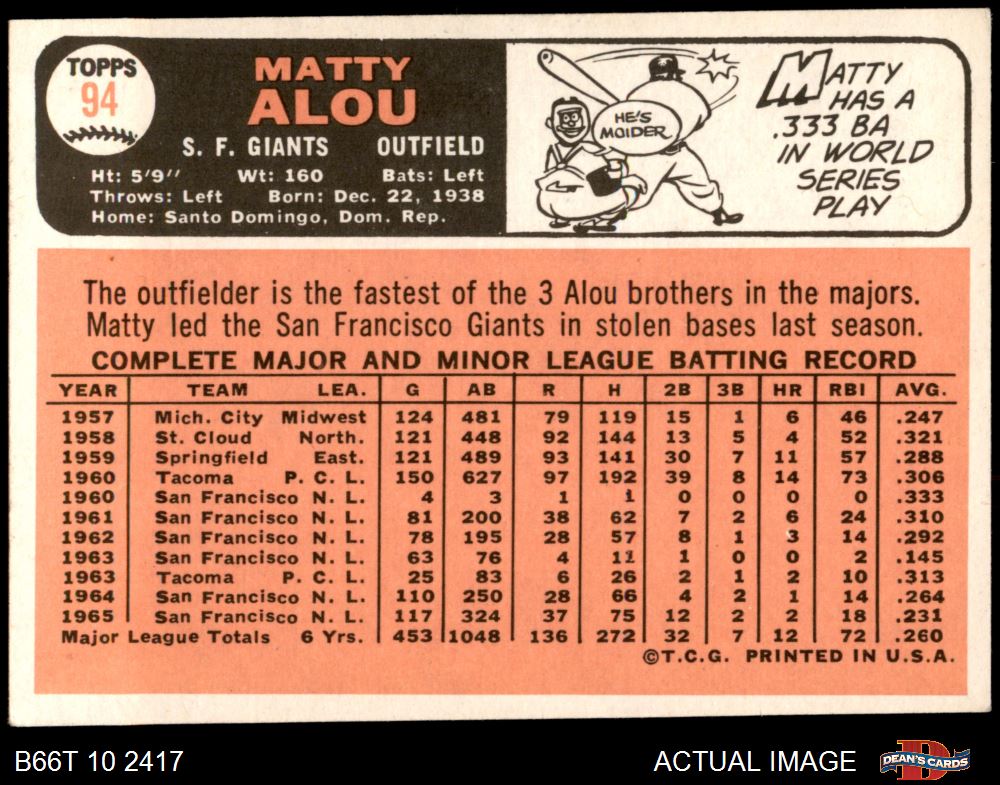 TOPPS
94
MATTY
ALOU
S. F. GIANTS OUTFIELD
Ht: 5'9" Wt: 160 Bats: Left
Throws: Left Born: Dec. 22, 1938
Home: Santo Domingo, Dom. Rep.
HE'S
MOIDER
MATTY
HAS A
.333 BA
IN WORLD
SERIES
PLAY
The outfielder is the fastest of the 3 Alou brothers in the majors.
Matty led the San Francisco Giants in stolen bases last season.
COMPLETE MAJOR AND MINOR LEAGUE BATTING RECORD
YEAR TEAM LEA. G AB R H 2B 3B HR RBI AVG.
1957 Mich. City Midwest 124 481 79 119 15 1 6 46 .247
1958 St. Cloud North. 121 448 92 144 13 5 4 52 .321
1959 Springfield East. 121 489 93 141 30 7 11 57 .288
1960 Tacoma P. C. L. 150 627 97 192 39 8 14 73 .306
1960 San Francisco N. L. 4 3 1 1 0 0 0 0 .333
1961 San Francisco N. L. 81 200 38 62 7 2 6 24 .310
1962 San Francisco N. L. 78 195 28 57 8 1 3 14 .292
1963 San Francisco N. L. 63 76 4 11 1 0 0 2 .145
1963 Tacoma P. C. L. 25 83 6 26 2 1 2 10 .313
1964 San Francisco N. L. 110 250 28 66 4 2 1 14 .264
1965 San Francisco N. L. 117 324 37 75 12 2 2 18 .231
Major League Totals 6 Yrs. 453 1048 136 272 32 7 12 72 .260
©T.C.G. PRINTED IN U.S.A.
B66T 10 2417 ACTUAL IMAGE
DEAN'S CARDS